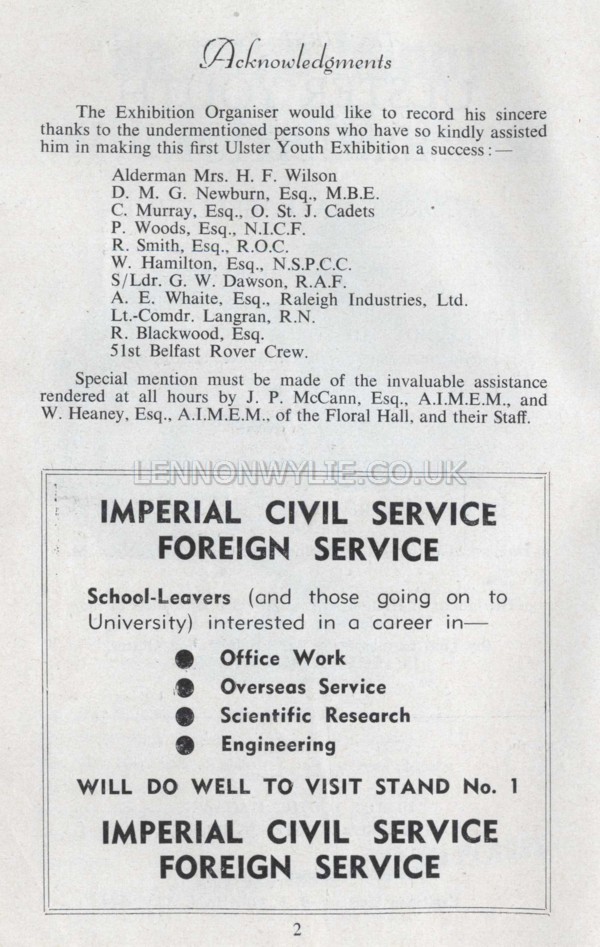 Acknowledgments
The Exhibition Organiser would like to record his sincere
thanks to the undermentioned persons who have so kindly assisted
him in making this first Ulster Youth Exhibition a success:—
Alderman Mrs. H. F. Wilson
D. M. G. Newburn, Esq., M.B.E.
C. Murray, Esq., O. St. J. Cadets
P. Woods, Esq., N.I.C.F.
R. Smith, Esq., R.O.C.
W. Hamilton, Esq., N.S.P.C.C.
S/Ldr. G. W. Dawson, R.A.F.
A. E. Whaite, Esq., Raleigh Industries, Ltd.
Lt.-Comdr. Langran, R.N.
R. Blackwood, Esq.
51st Belfast Rover Crew.
Special mention must be made of the invaluable assistance
rendered at all hours by J. P. McCann, Esq., A.I.M.E.M., and
W. Heaney, Esq., A.I.M.E.M., of the Floral Hall, and their Staff.
LENNONWYLIE.CO.UK
IMPERIAL CIVIL SERVICE
FOREIGN SERVICE
School-Leavers (and those going on to
University) interested in a career in—
● Office Work
● Overseas Service
● Scientific Research
● Engineering
WILL DO WELL TO VISIT STAND No. 1
IMPERIAL CIVIL SERVICE
FOREIGN SERVICE
2